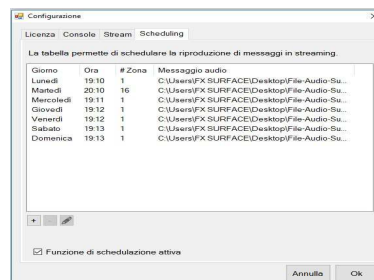 Configurazione
Licenza Console Stream Scheduling
La tabella permette di schedulare la riproduzione di messaggi in streaming.
Giorno Ora # Zona Messaggio audio
Lunedì 19:10 1 C:\Users\FX SURFACE\Desktop\File-Audio-Su...
Martedì 20:10 16 C:\Users\FX SURFACE\Desktop\File-Audio-Su...
Mercoledì 19:11 1 C:\Users\FX SURFACE\Desktop\File-Audio-Su...
Giovedì 19:12 1 C:\Users\FX SURFACE\Desktop\File-Audio-Su...
Venerdì 19:12 1 C:\Users\FX SURFACE\Desktop\File-Audio-Su...
Sabato 19:13 1 C:\Users\FX SURFACE\Desktop\File-Audio-Su...
Domenica 19:13 1 C:\Users\FX SURFACE\Desktop\File-Audio-Su...
+ -
Funzione di schedulazione attiva
Annulla Ok